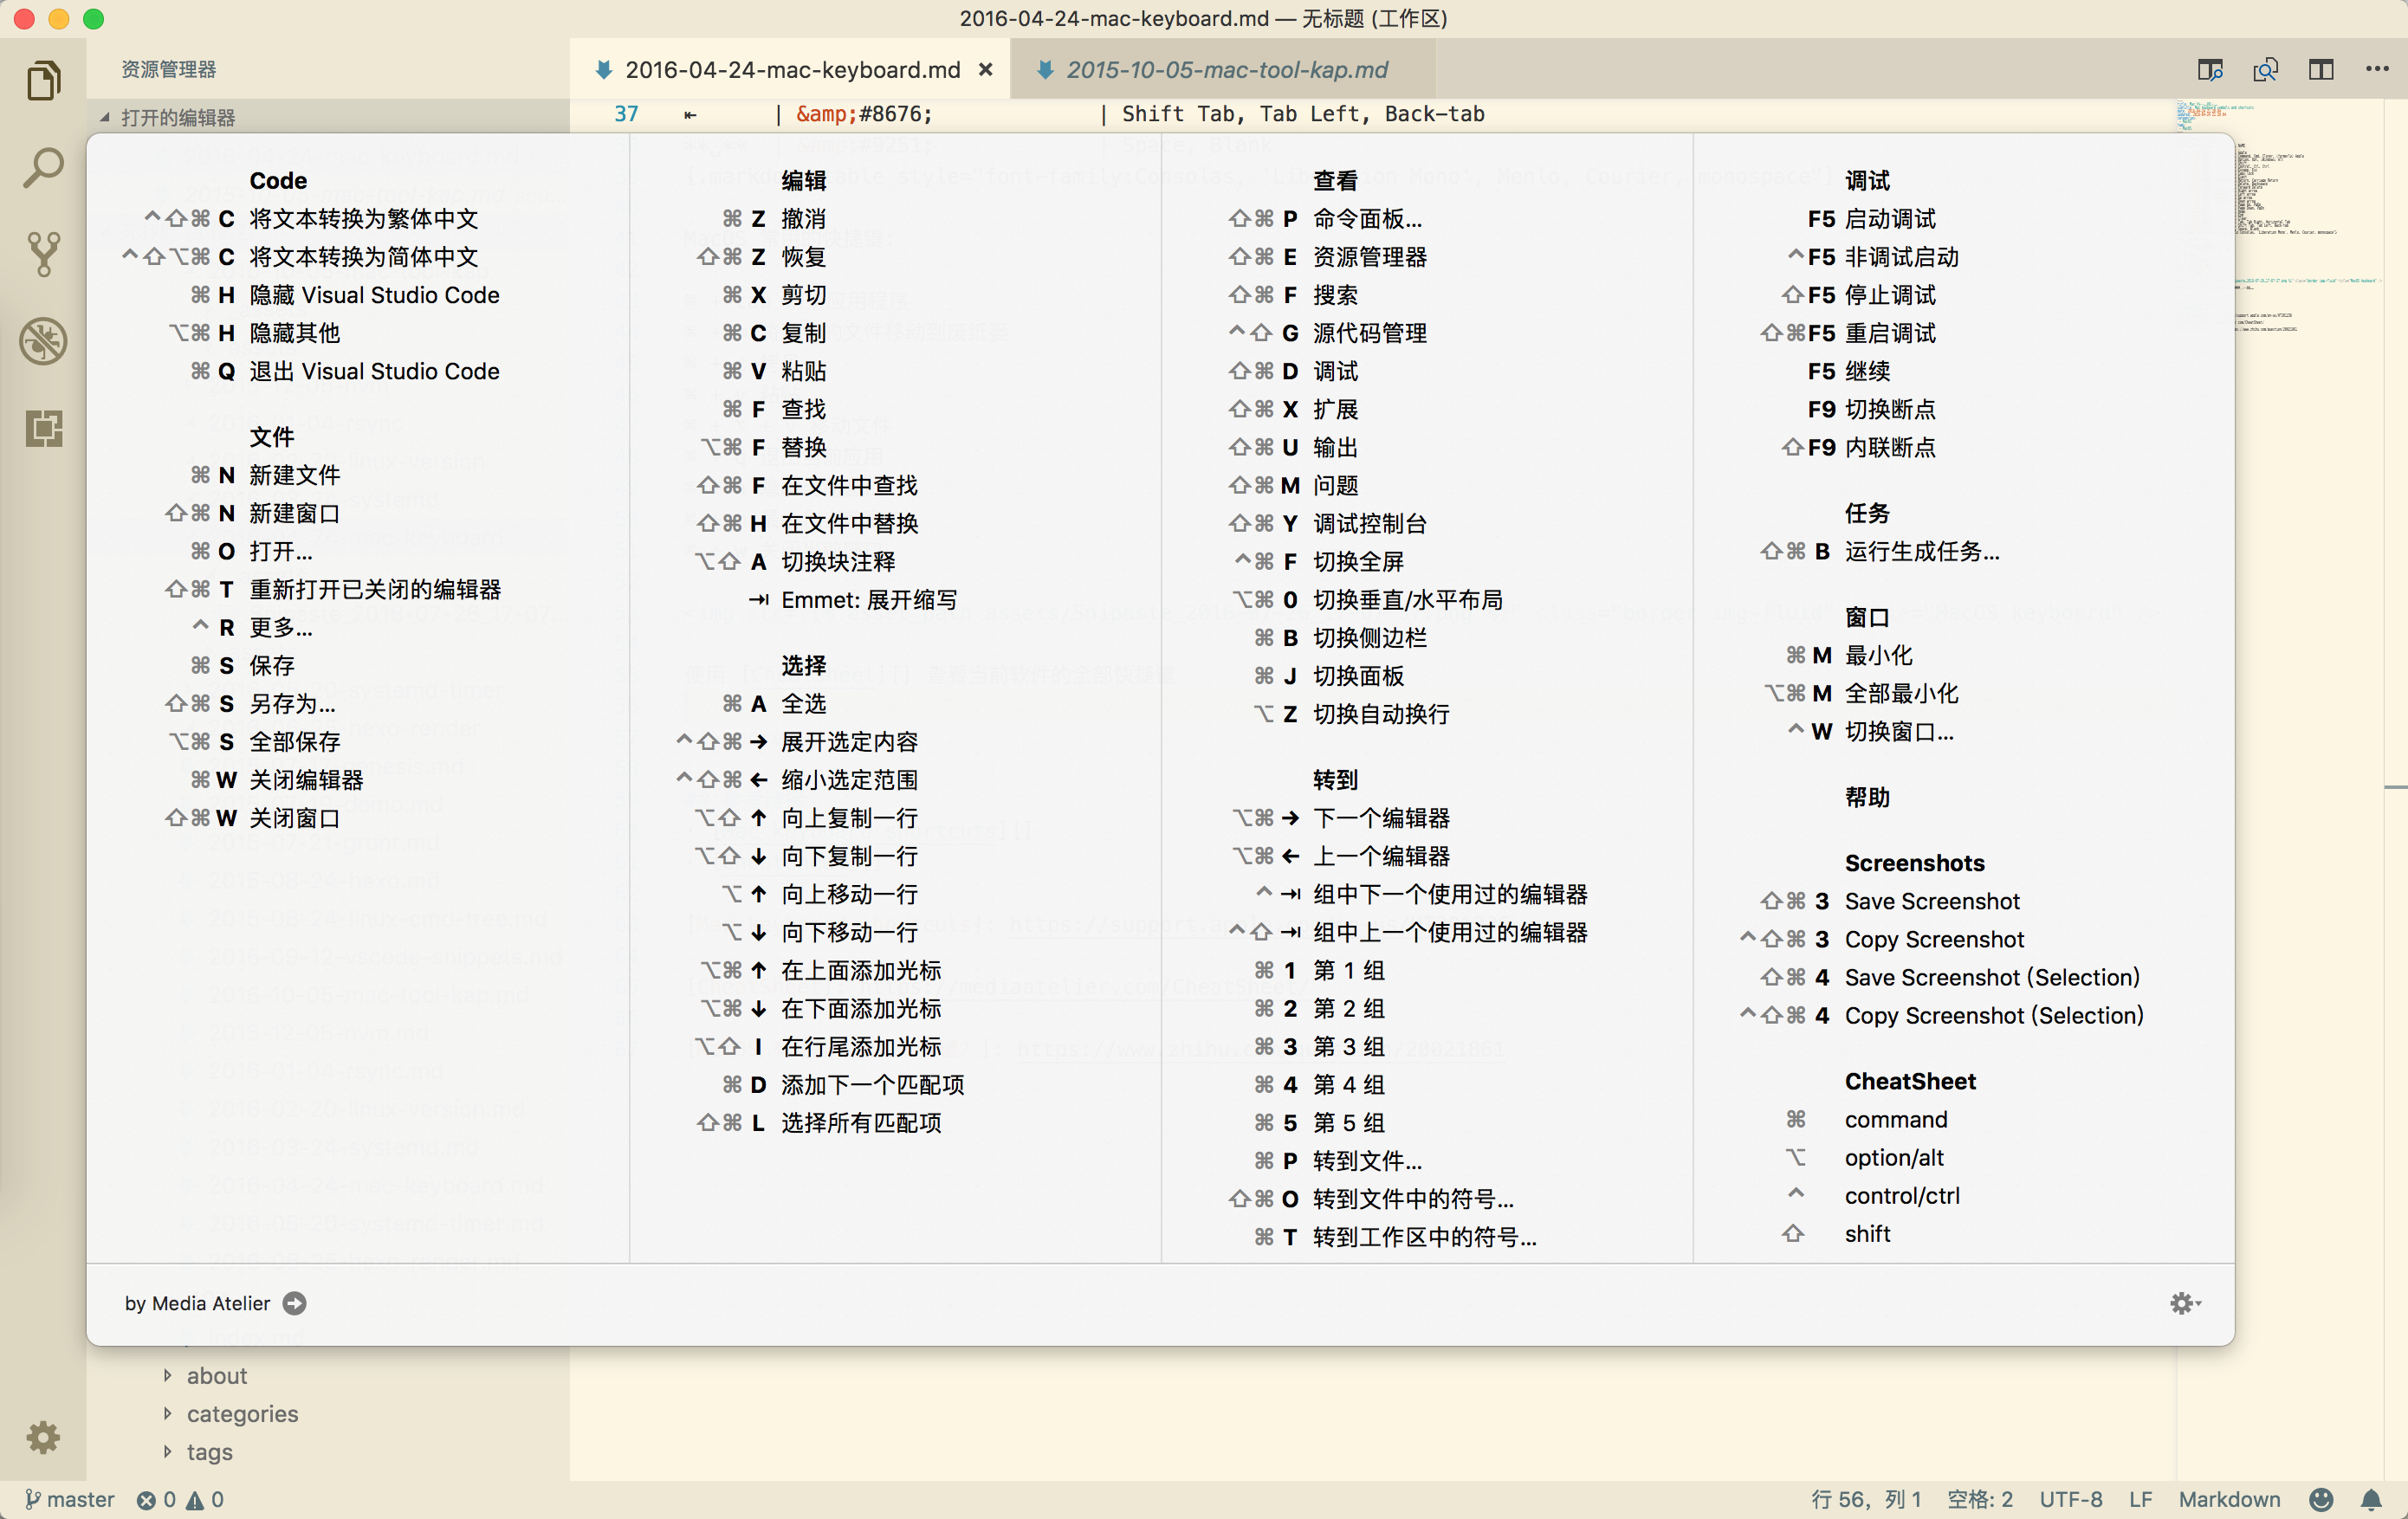 2016-04-24-mac-keyboard.md — 无标题 (工作区)
资源管理器
2016-04-24-mac-keyboard.md ×
2015-10-05-mac-tool-kap.md
打开的编辑器
37 ⇤ | &amp;#8676; | Shift Tab, Tab Left, Back-tab
Code
^⇧⌘ C 将文本转换为繁体中文
^⇧⌥⌘ C 将文本转换为简体中文
⌘ H 隐藏 Visual Studio Code
⌥⌘ H 隐藏其他
⌘ Q 退出 Visual Studio Code
文件
⌘ N 新建文件
⇧⌘ N 新建窗口
⌘ O 打开...
⇧⌘ T 重新打开已关闭的编辑器
^ R 更多...
⌘ S 保存
⇧⌘ S 另存为...
⌥⌘ S 全部保存
⌘ W 关闭编辑器
⇧⌘ W 关闭窗口
编辑
⌘ Z 撤消
⇧⌘ Z 恢复
⌘ X 剪切
⌘ C 复制
⌘ V 粘贴
⌘ F 查找
⌥⌘ F 替换
⇧⌘ F 在文件中查找
⇧⌘ H 在文件中替换
⌥⇧ A 切换块注释
⇥ Emmet: 展开缩写
选择
⌘ A 全选
^⇧⌘ → 展开选定内容
^⇧⌘ ← 缩小选定范围
⌥⇧ ↑ 向上复制一行
⌥⇧ ↓ 向下复制一行
⌥ ↑ 向上移动一行
⌥ ↓ 向下移动一行
⌥⌘ ↑ 在上面添加光标
⌥⌘ ↓ 在下面添加光标
⌥⇧ I 在行尾添加光标
⌘ D 添加下一个匹配项
⇧⌘ L 选择所有匹配项
查看
⇧⌘ P 命令面板...
⇧⌘ E 资源管理器
⇧⌘ F 搜索
^⇧ G 源代码管理
⇧⌘ D 调试
⇧⌘ X 扩展
⇧⌘ U 输出
⇧⌘ M 问题
⇧⌘ Y 调试控制台
^⌘ F 切换全屏
⌥⌘ 0 切换垂直/水平布局
⌘ B 切换侧边栏
⌘ J 切换面板
⌥ Z 切换自动换行
转到
⌥⌘ → 下一个编辑器
⌥⌘ ← 上一个编辑器
^ ⇥ 组中下一个使用过的编辑器
^⇧ ⇥ 组中上一个使用过的编辑器
⌘ 1 第 1 组
⌘ 2 第 2 组
⌘ 3 第 3 组
⌘ 4 第 4 组
⌘ 5 第 5 组
⌘ P 转到文件...
⇧⌘ O 转到文件中的符号...
⌘ T 转到工作区中的符号...
调试
F5 启动调试
^F5 非调试启动
⇧F5 停止调试
⇧⌘F5 重启调试
F5 继续
F9 切换断点
⇧F9 内联断点
任务
⇧⌘ B 运行生成任务...
窗口
⌘ M 最小化
⌥⌘ M 全部最小化
^ W 切换窗口...
帮助
Screenshots
⇧⌘ 3 Save Screenshot
^⇧⌘ 3 Copy Screenshot
⇧⌘ 4 Save Screenshot (Selection)
^⇧⌘ 4 Copy Screenshot (Selection)
CheatSheet
⌘ command
⌥ option/alt
^ control/ctrl
⇧ shift
by Media Atelier
about
categories
tags
master 0 0
行 56，列 1 空格: 2 UTF-8 LF Markdown